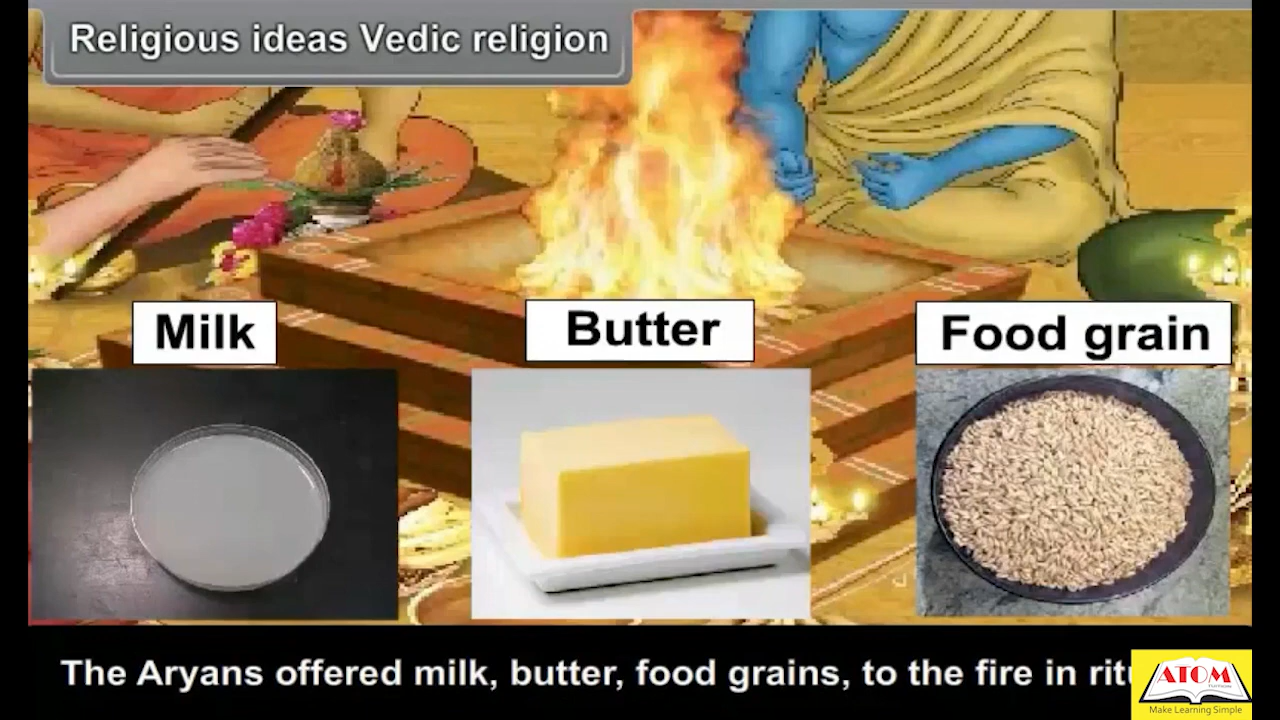 Religious ideas Vedic religion
Milk
Butter
Food grain
The Aryans offered milk, butter, food grains, to the fire in
ATOM
Make Learning Simple